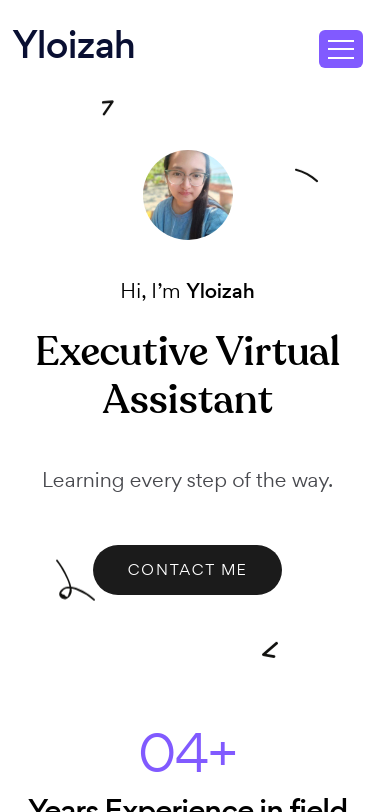 Yloizah
Hi, I’m Yloizah
Executive Virtual
Assistant
Learning every step of the way.
CONTACT ME
04+
Years Experience in field